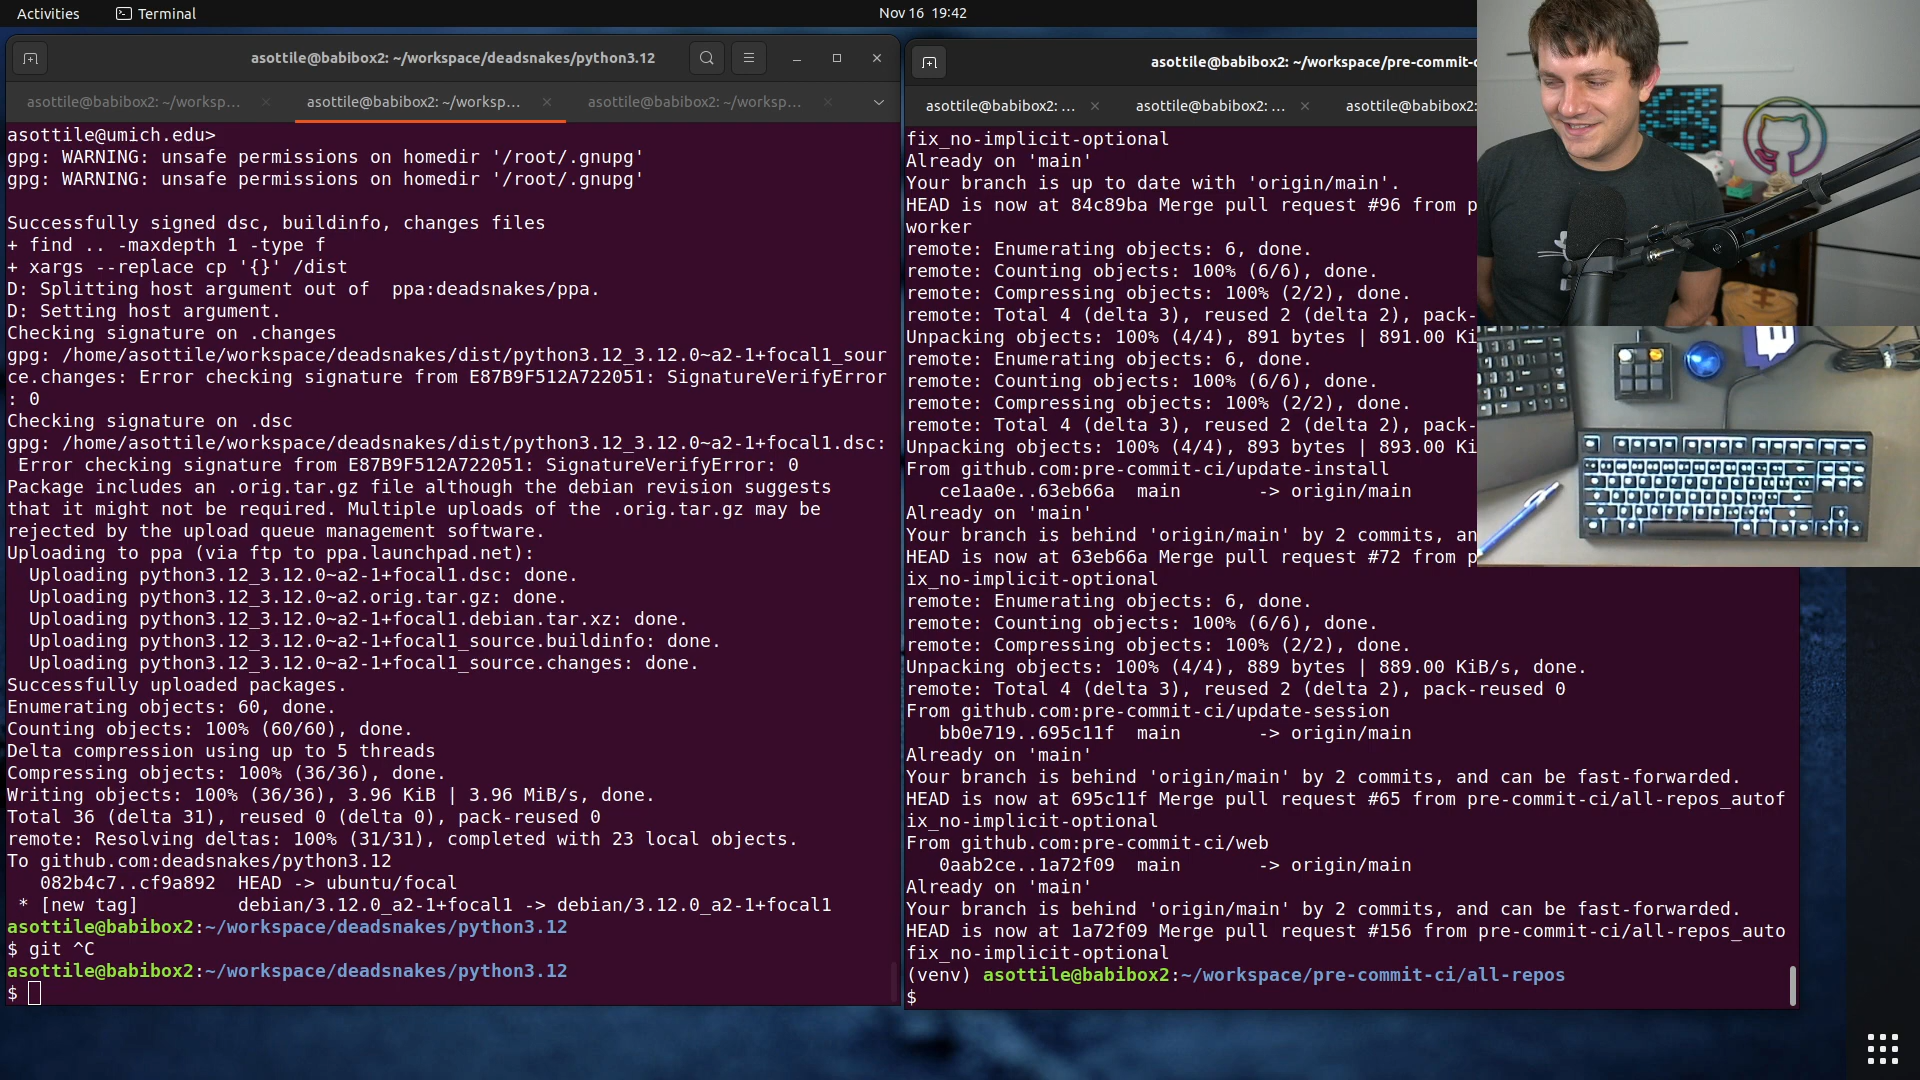 Activities
Terminal
Nov 16 19:42
asottile@babibox2: ~/workspace/deadsnakes/python3.12
asottile@babibox2: ~/worksp...
asottile@babibox2: ~/worksp...
asottile@babibox2: ~/worksp...
asottile@umich.edu>
gpg: WARNING: unsafe permissions on homedir '/root/.gnupg'
gpg: WARNING: unsafe permissions on homedir '/root/.gnupg'
Successfully signed dsc, buildinfo, changes files
+ find .. -maxdepth 1 -type f
+ xargs --replace cp '{}' /dist
D: Splitting host argument out of  ppa:deadsnakes/ppa.
D: Setting host argument.
Checking signature on .changes
gpg: /home/asottile/workspace/deadsnakes/dist/python3.12_3.12.0~a2-1+focal1_sour
ce.changes: Error checking signature from E87B9F512A722051: SignatureVerifyError
: 0
Checking signature on .dsc
gpg: /home/asottile/workspace/deadsnakes/dist/python3.12_3.12.0~a2-1+focal1.dsc:
 Error checking signature from E87B9F512A722051: SignatureVerifyError: 0
Package includes an .orig.tar.gz file although the debian revision suggests
that it might not be required. Multiple uploads of the .orig.tar.gz may be
rejected by the upload queue management software.
Uploading to ppa (via ftp to ppa.launchpad.net):
  Uploading python3.12_3.12.0~a2-1+focal1.dsc: done.
  Uploading python3.12_3.12.0~a2.orig.tar.gz: done.
  Uploading python3.12_3.12.0~a2-1+focal1.debian.tar.xz: done.
  Uploading python3.12_3.12.0~a2-1+focal1_source.buildinfo: done.
  Uploading python3.12_3.12.0~a2-1+focal1_source.changes: done.
Successfully uploaded packages.
Enumerating objects: 60, done.
Counting objects: 100% (60/60), done.
Delta compression using up to 5 threads
Compressing objects: 100% (36/36), done.
Writing objects: 100% (36/36), 3.96 KiB | 3.96 MiB/s, done.
Total 36 (delta 31), reused 0 (delta 0), pack-reused 0
remote: Resolving deltas: 100% (31/31), completed with 23 local objects.
To github.com:deadsnakes/python3.12
   082b4c7..cf9a892  HEAD -> ubuntu/focal
 * [new tag]         debian/3.12.0_a2-1+focal1 -> debian/3.12.0_a2-1+focal1
asottile@babibox2:~/workspace/deadsnakes/python3.12
$ git ^C
asottile@babibox2:~/workspace/deadsnakes/python3.12
$
asottile@babibox2: ~/workspace/pre-commit-c
asottile@babibox2: ...
asottile@babibox2: ...
asottile@babibox2:
fix_no-implicit-optional
Already on 'main'
Your branch is up to date with 'origin/main'.
HEAD is now at 84c89ba Merge pull request #96 from p
worker
remote: Enumerating objects: 6, done.
remote: Counting objects: 100% (6/6), done.
remote: Compressing objects: 100% (2/2), done.
remote: Total 4 (delta 3), reused 2 (delta 2), pack-
Unpacking objects: 100% (4/4), 891 bytes | 891.00 Ki
remote: Enumerating objects: 6, done.
remote: Counting objects: 100% (6/6), done.
remote: Compressing objects: 100% (2/2), done.
remote: Total 4 (delta 3), reused 2 (delta 2), pack-
Unpacking objects: 100% (4/4), 893 bytes | 893.00 Ki
From github.com:pre-commit-ci/update-install
   ce1aa0e..63eb66a  main       -> origin/main
Already on 'main'
Your branch is behind 'origin/main' by 2 commits, an
HEAD is now at 63eb66a Merge pull request #72 from p
ix_no-implicit-optional
remote: Enumerating objects: 6, done.
remote: Counting objects: 100% (6/6), done.
remote: Compressing objects: 100% (2/2), done.
Unpacking objects: 100% (4/4), 889 bytes | 889.00 KiB/s, done.
remote: Total 4 (delta 3), reused 2 (delta 2), pack-reused 0
From github.com:pre-commit-ci/update-session
   bb0e719..695c11f  main       -> origin/main
Already on 'main'
Your branch is behind 'origin/main' by 2 commits, and can be fast-forwarded.
HEAD is now at 695c11f Merge pull request #65 from pre-commit-ci/all-repos_autof
ix_no-implicit-optional
From github.com:pre-commit-ci/web
   0aab2ce..1a72f09  main       -> origin/main
Already on 'main'
Your branch is behind 'origin/main' by 2 commits, and can be fast-forwarded.
HEAD is now at 1a72f09 Merge pull request #156 from pre-commit-ci/all-repos_auto
fix_no-implicit-optional
(venv) asottile@babibox2:~/workspace/pre-commit-ci/all-repos
$